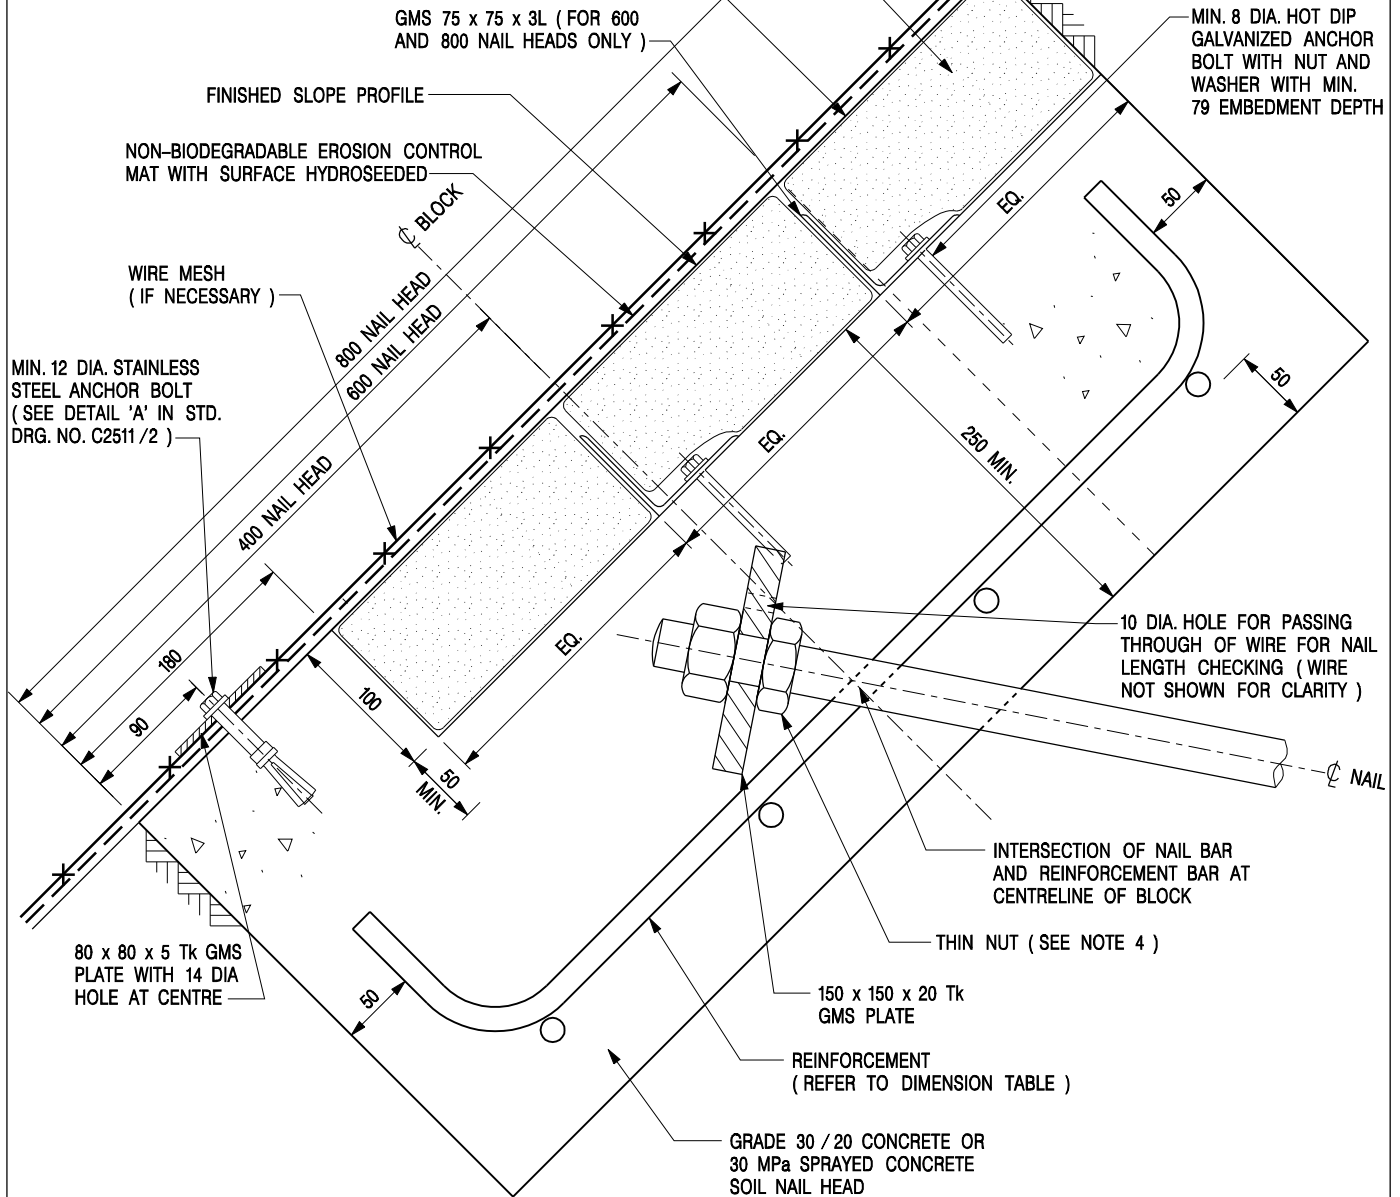 GMS 75 x 75 x 3L ( FOR 600
AND 800 NAIL HEADS ONLY )
MIN. 8 DIA. HOT DIP
GALVANIZED ANCHOR
BOLT WITH NUT AND
WASHER WITH MIN.
79 EMBEDMENT DEPTH
FINISHED SLOPE PROFILE
NON-BIODEGRADABLE EROSION CONTROL
MAT WITH SURFACE HYDROSEEDED
℄ BLOCK
WIRE MESH
( IF NECESSARY )
MIN. 12 DIA. STAINLESS
STEEL ANCHOR BOLT
( SEE DETAIL 'A' IN STD.
DRG. NO. C2511 /2 )
800 NAIL HEAD
600 NAIL HEAD
400 NAIL HEAD
180
90
EQ.
EQ.
EQ.
50
50
250 MIN.
100
50
MIN.
10 DIA. HOLE FOR PASSING
THROUGH OF WIRE FOR NAIL
LENGTH CHECKING ( WIRE
NOT SHOWN FOR CLARITY )
℄ NAIL
INTERSECTION OF NAIL BAR
AND REINFORCEMENT BAR AT
CENTRELINE OF BLOCK
THIN NUT ( SEE NOTE 4 )
80 x 80 x 5 Tk GMS
PLATE WITH 14 DIA
HOLE AT CENTRE
50
150 x 150 x 20 Tk
GMS PLATE
REINFORCEMENT
( REFER TO DIMENSION TABLE )
GRADE 30 / 20 CONCRETE OR
30 MPa SPRAYED CONCRETE
SOIL NAIL HEAD